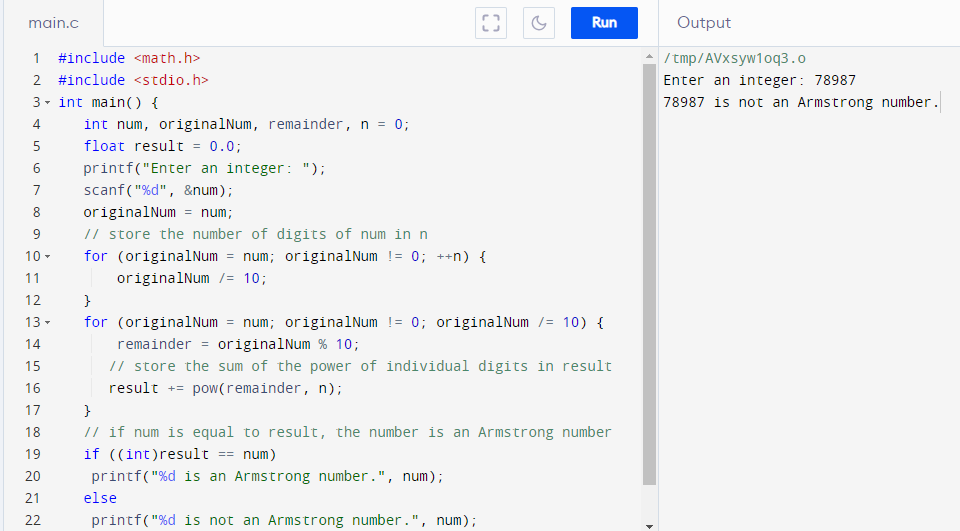 main.c
Run
Output
1 #include <math.h>
2 #include <stdio.h>
3 int main() {
4 int num, originalNum, remainder, n = 0;
5 float result = 0.0;
6 printf("Enter an integer: ");
7 scanf("%d", &num);
8 originalNum = num;
9 // store the number of digits of num in n
10 for (originalNum = num; originalNum != 0; ++n) {
11 originalNum /= 10;
12 }
13 for (originalNum = num; originalNum != 0; originalNum /= 10) {
14 remainder = originalNum % 10;
15 // store the sum of the power of individual digits in result
16 result += pow(remainder, n);
17 }
18 // if num is equal to result, the number is an Armstrong number
19 if ((int)result == num)
20 printf("%d is an Armstrong number.", num);
21 else
22 printf("%d is not an Armstrong number.", num);
/tmp/AVxsyw1oq3.o
Enter an integer: 78987
78987 is not an Armstrong number.